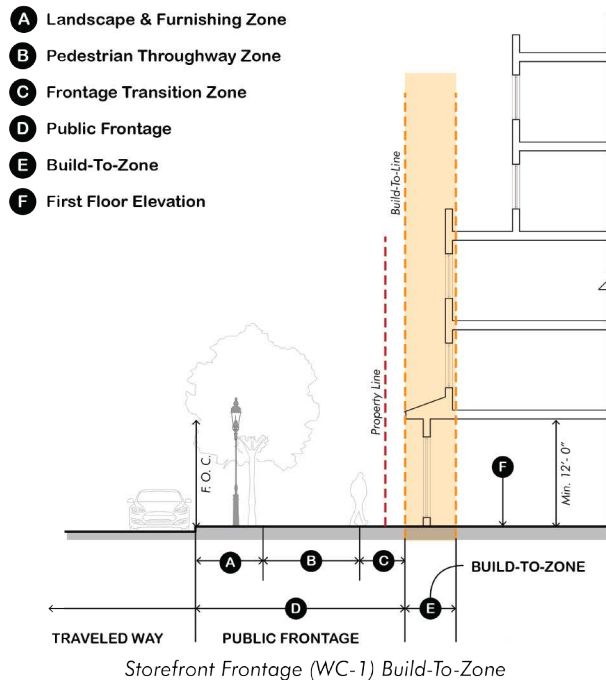 A Landscape & Furnishing Zone
B Pedestrian Throughway Zone
C Frontage Transition Zone
D Public Frontage
E Build-To-Zone
F First Floor Elevation
Build-To-Line
Property Line
F. O. C.
F
Min. 12'- 0"
A B C
BUILD-TO-ZONE
D E
TRAVELED WAY PUBLIC FRONTAGE
Storefront Frontage (WC-1) Build-To-Zone